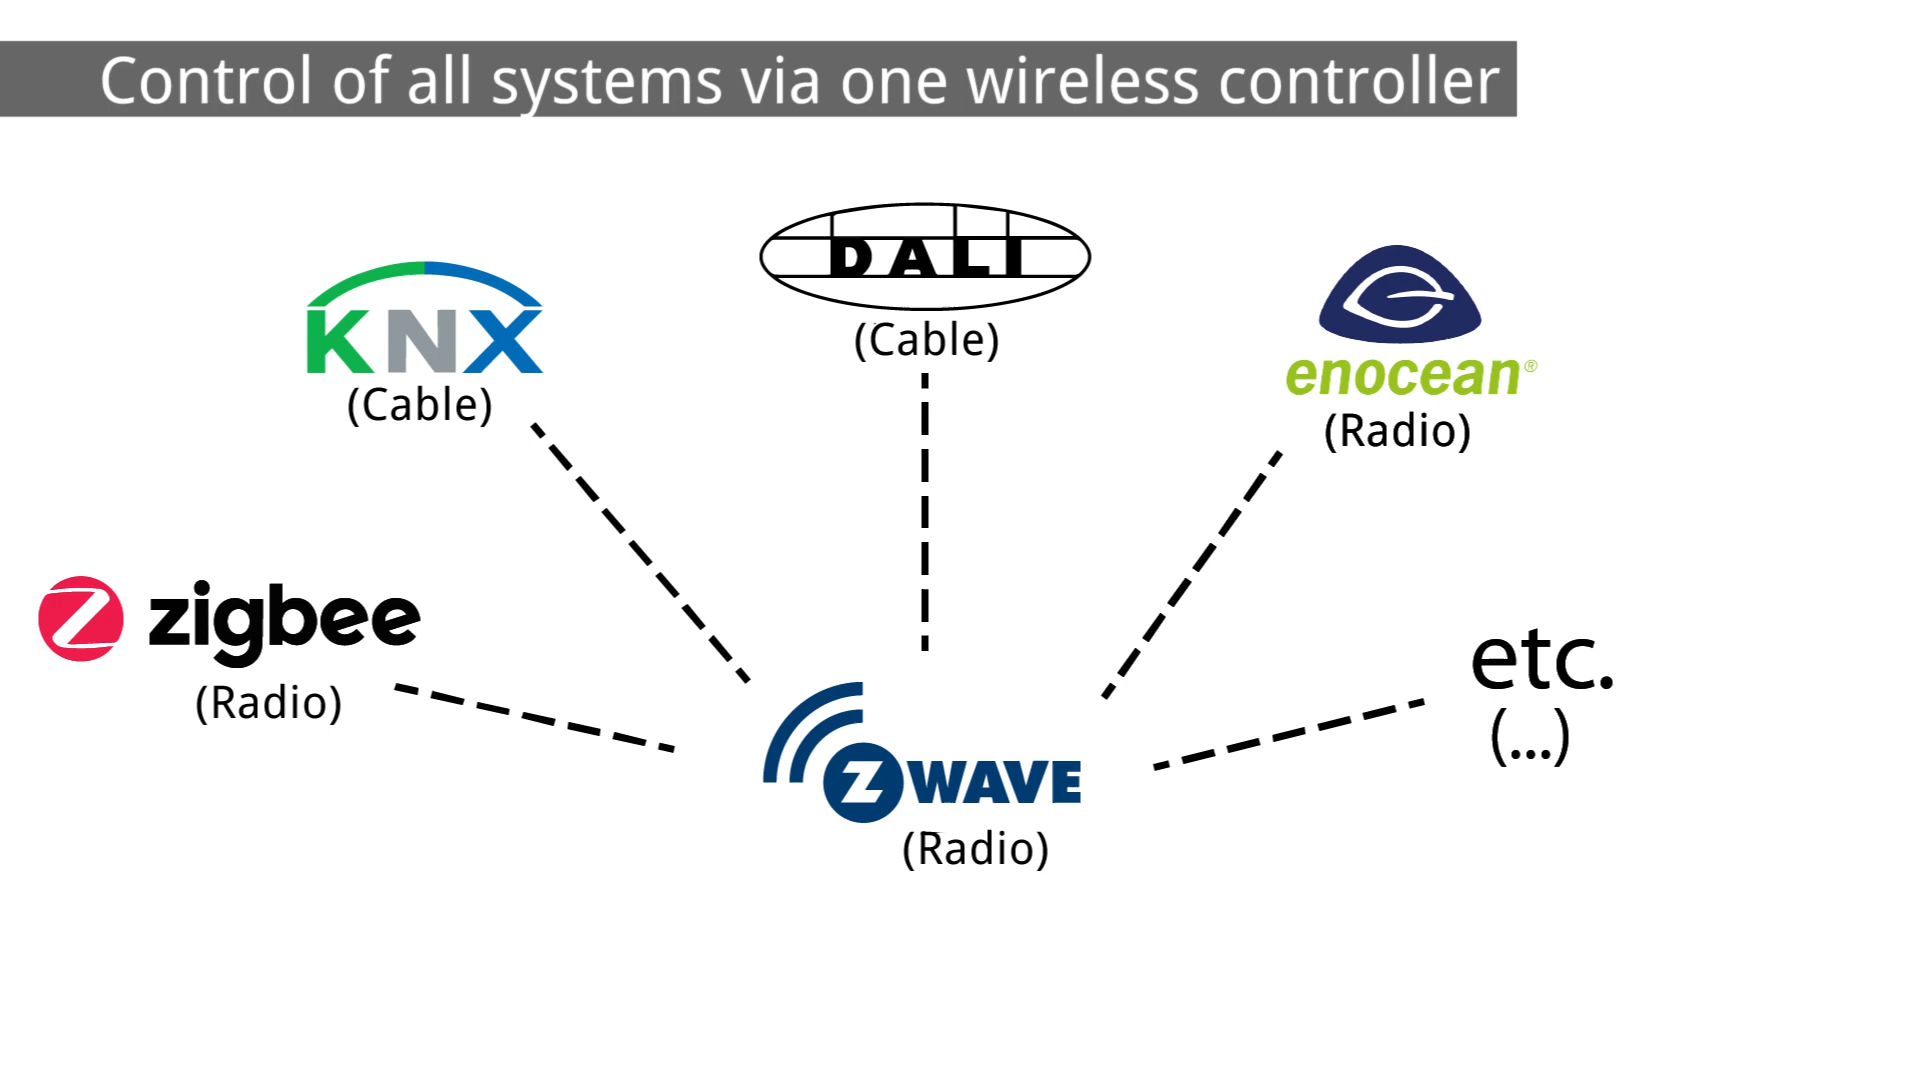 Control of all systems via one wireless controller
DALI
(Cable)
KNX
(Cable)
enocean®
(Radio)
zigbee
(Radio)
etc.
(...)
Z WAVE
(Radio)